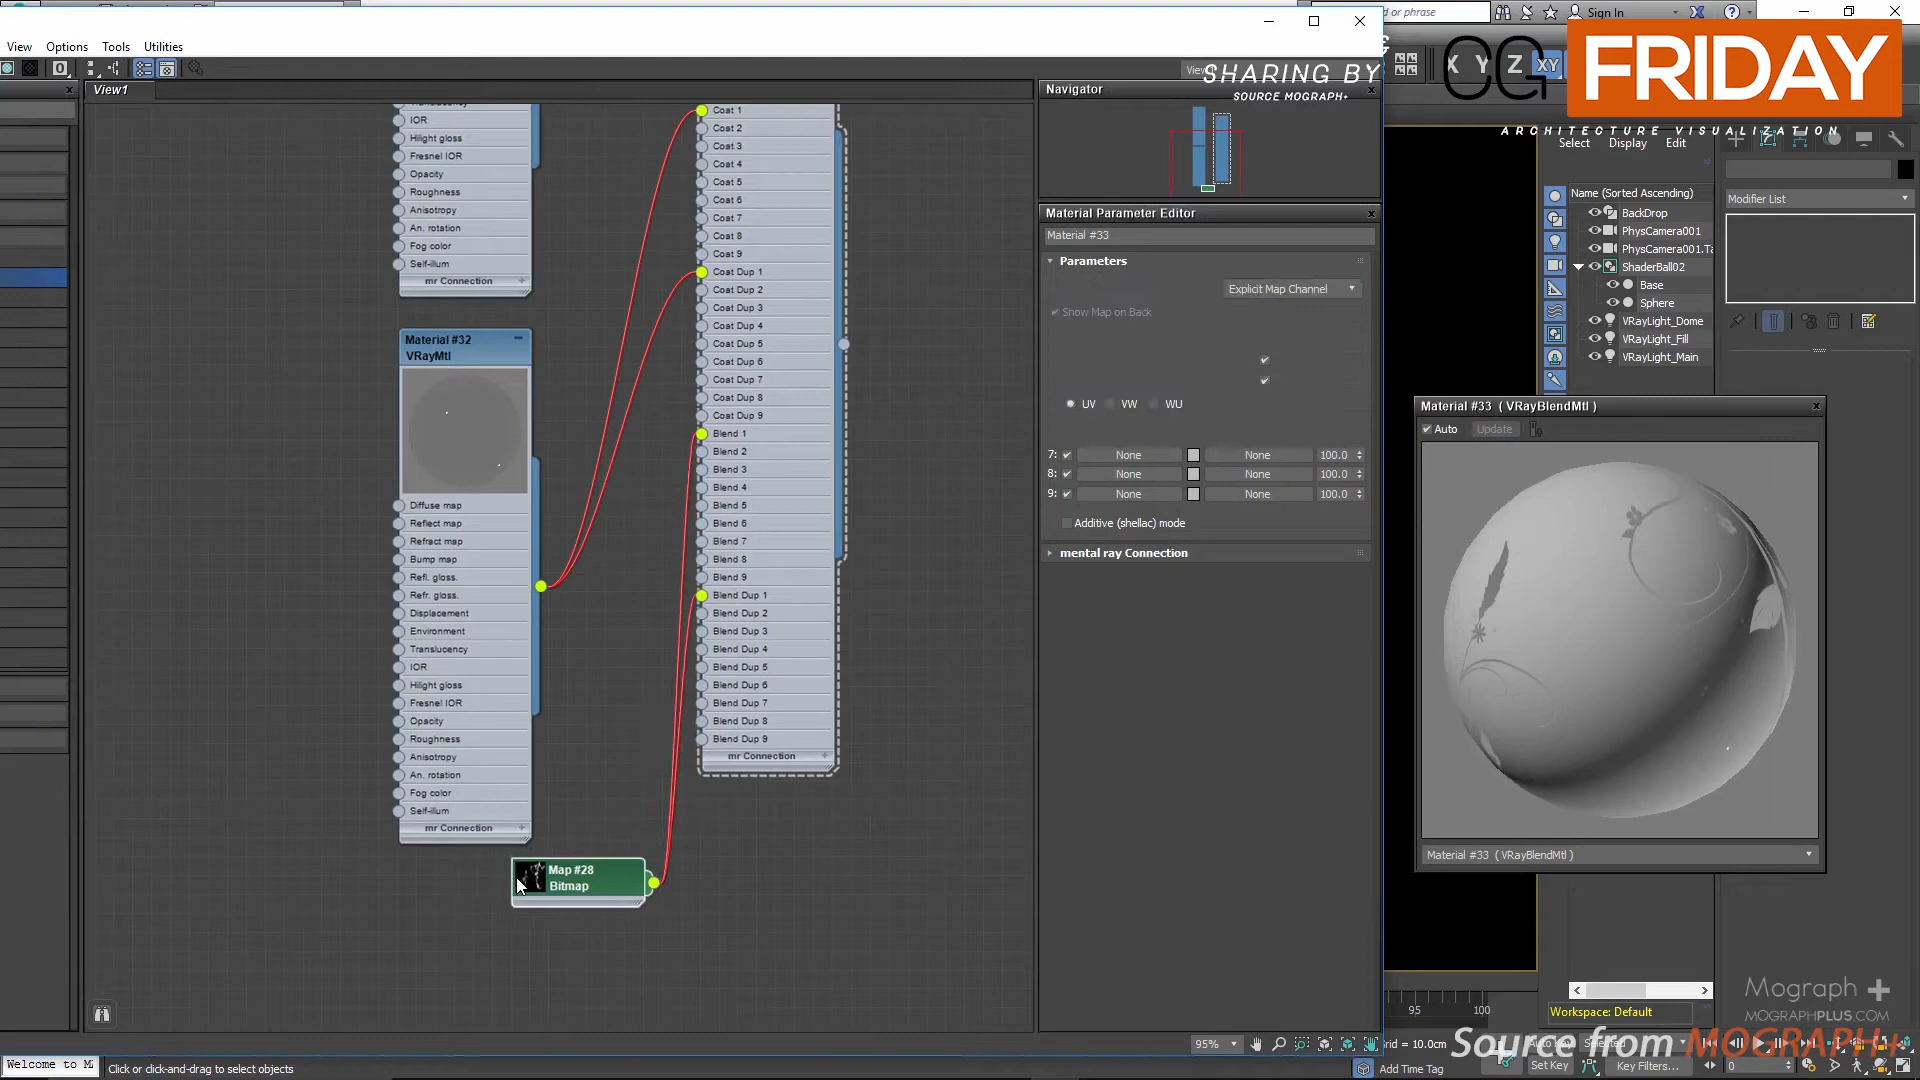 or phrase
Sign In
View
Options
Tools
Utilities
View1
SHARING BY
SOURCE MOGRAPH+
CG FRIDAY
ARCHITECTURE VISUALIZATION
X
Y
Z
XY
IOR
Hilight gloss
Fresnel IOR
Opacity
Roughness
Anisotropy
An. rotation
Fog color
Self-illum
mr Connection
Material #32
VRayMtl
Diffuse map
Reflect map
Refract map
Bump map
Refl. gloss.
Refr. gloss.
Displacement
Environment
Translucency
IOR
Hilight gloss
Fresnel IOR
Opacity
Roughness
Anisotropy
An. rotation
Fog color
Self-illum
mr Connection
Map #28
Bitmap
Coat 1
Coat 2
Coat 3
Coat 4
Coat 5
Coat 6
Coat 7
Coat 8
Coat 9
Coat Dup 1
Coat Dup 2
Coat Dup 3
Coat Dup 4
Coat Dup 5
Coat Dup 6
Coat Dup 7
Coat Dup 8
Coat Dup 9
Blend 1
Blend 2
Blend 3
Blend 4
Blend 5
Blend 6
Blend 7
Blend 8
Blend 9
Blend Dup 1
Blend Dup 2
Blend Dup 3
Blend Dup 4
Blend Dup 5
Blend Dup 6
Blend Dup 7
Blend Dup 8
Blend Dup 9
mr Connection
Navigator
Material Parameter Editor
Material #33
Parameters
Explicit Map Channel
Show Map on Back
UV
VW
WU
7: None None 100.0
8: None None 100.0
9: None None 100.0
Additive (shellac) mode
mental ray Connection
95%
Select
Display
Edit
Name (Sorted Ascending)
BackDrop
PhysCamera001
PhysCamera001.Ta
ShaderBall02
Base
Sphere
VRayLight_Dome
VRayLight_Fill
VRayLight_Main
Modifier List
Material #33 ( VRayBlendMtl )
Auto
Update
Material #33 ( VRayBlendMtl )
Mograph +
MOGRAPHPLUS.COM
Workspace: Default
95
100
Source from MOGRAPH+
rid = 10.0cm
Add Time Tag
Set Key
Key Filters...
0
Welcome to M
Click or click-and-drag to select objects